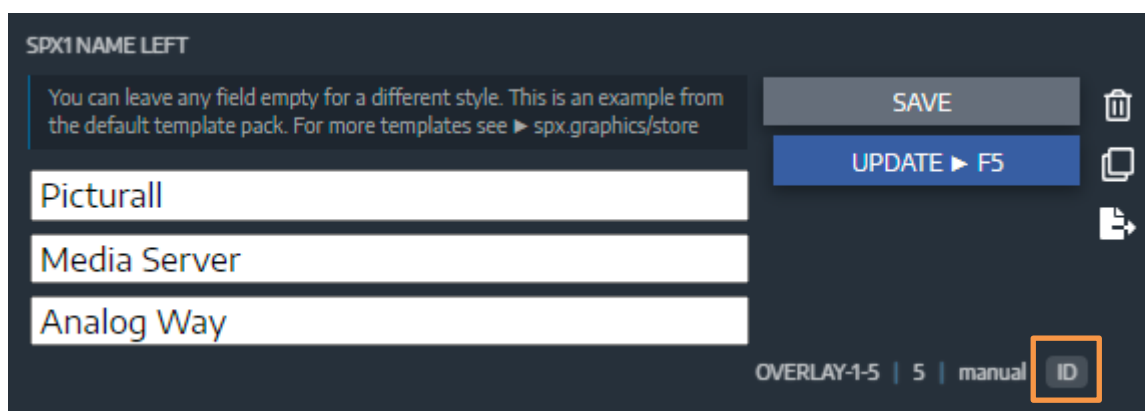 SPX1 NAME LEFT
You can leave any field empty for a different style. This is an example from
the default template pack. For more templates see ► spx.graphics/store
SAVE
UPDATE ► F5
Picturall
Media Server
Analog Way
OVERLAY-1-5 | 5 | manual ID